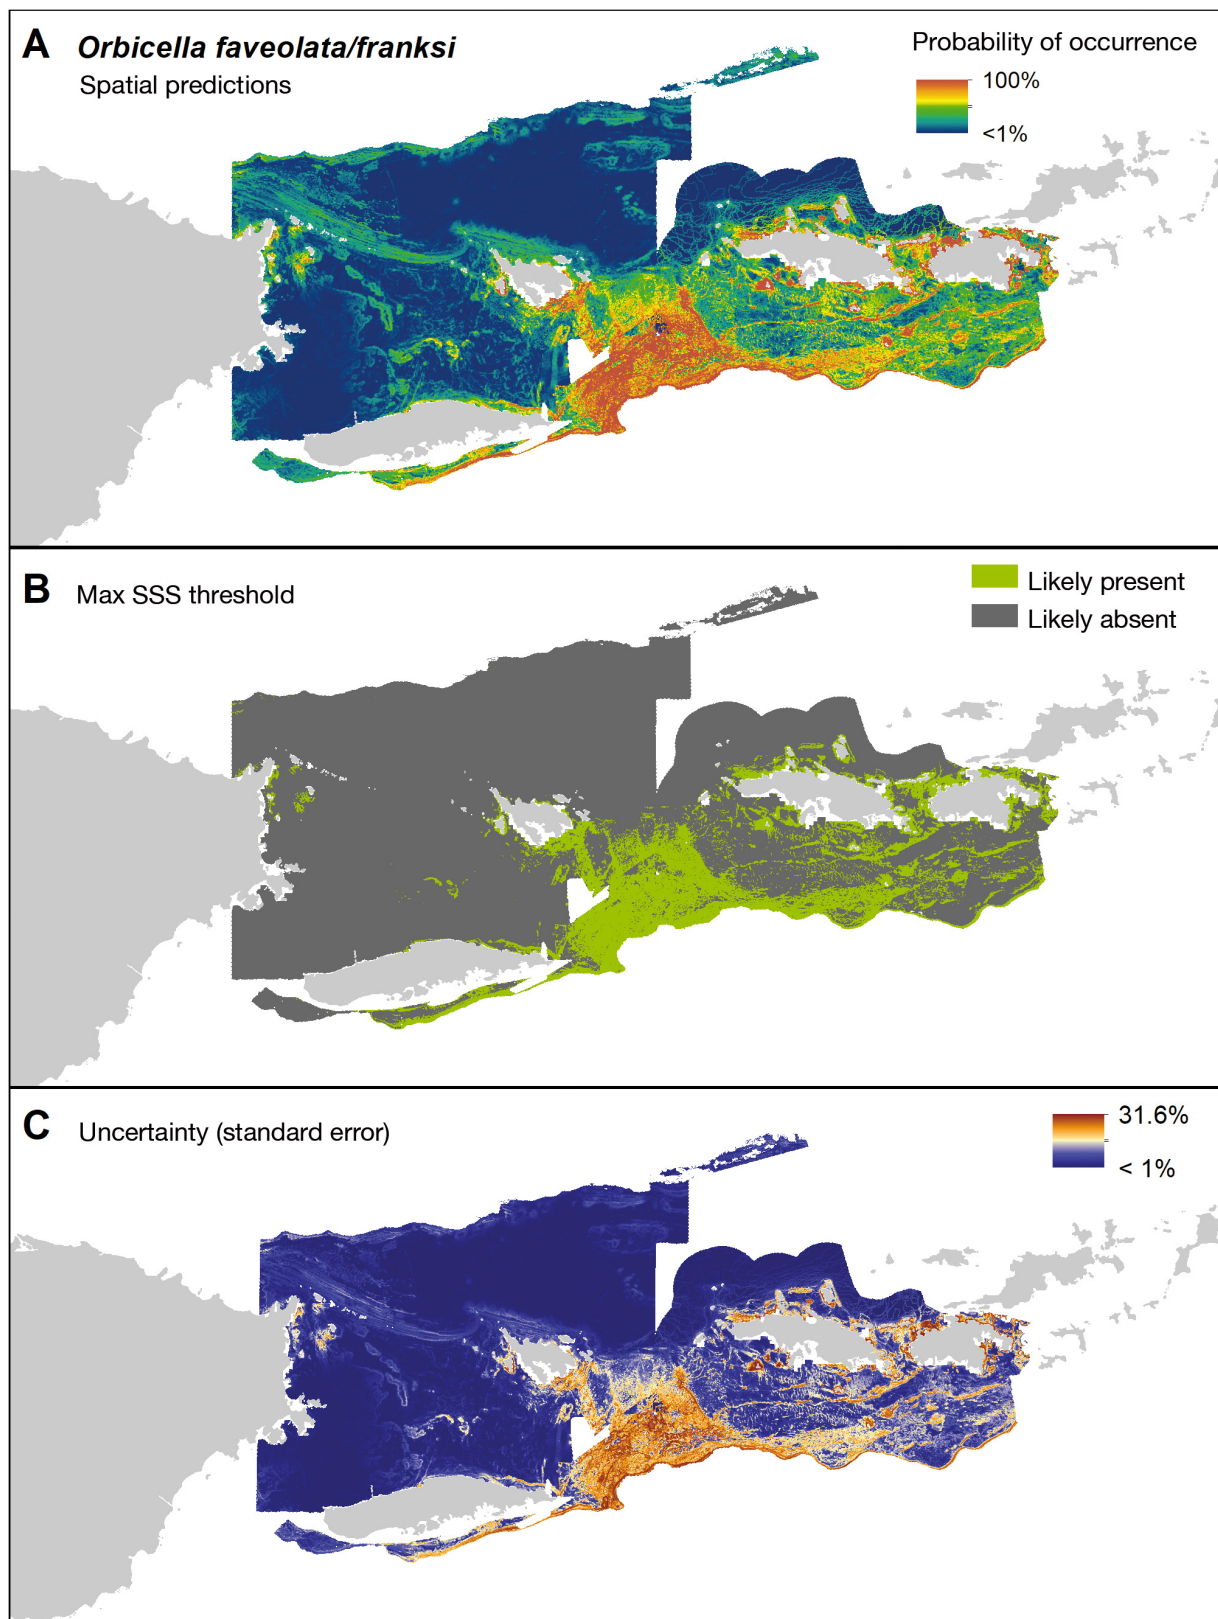 A Orbicella faveolata/franksi
Spatial predictions
Probability of occurrence
100%
<1%
B Max SSS threshold
Likely present
Likely absent
C Uncertainty (standard error)
31.6%
< 1%